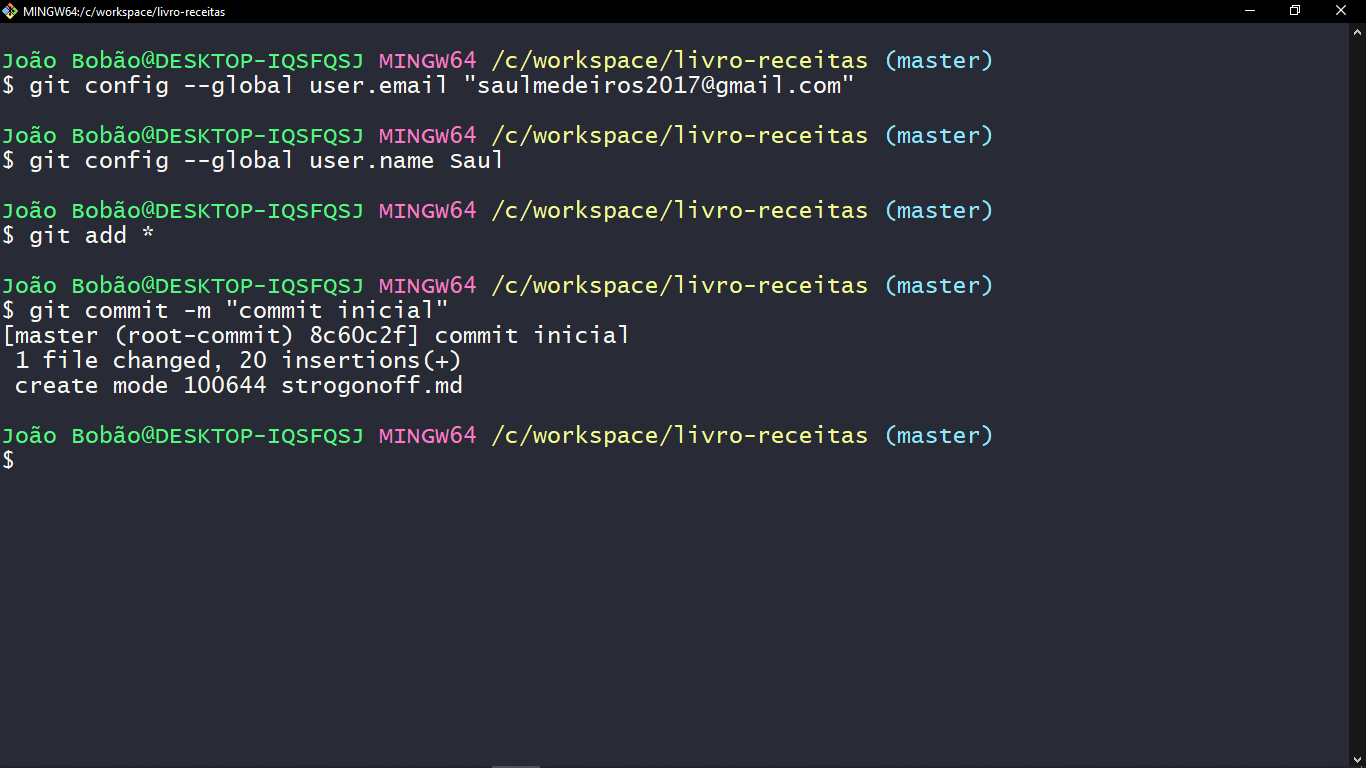 MINGW64:/c/workspace/livro-receitas
João Bobão@DESKTOP-IQSFQSJ MINGW64 /c/workspace/livro-receitas (master)
$ git config --global user.email "saulmedeiros2017@gmail.com"
João Bobão@DESKTOP-IQSFQSJ MINGW64 /c/workspace/livro-receitas (master)
$ git config --global user.name Saul
João Bobão@DESKTOP-IQSFQSJ MINGW64 /c/workspace/livro-receitas (master)
$ git add *
João Bobão@DESKTOP-IQSFQSJ MINGW64 /c/workspace/livro-receitas (master)
$ git commit -m "commit inicial"
[master (root-commit) 8c60c2f] commit inicial
 1 file changed, 20 insertions(+)
 create mode 100644 strogonoff.md
João Bobão@DESKTOP-IQSFQSJ MINGW64 /c/workspace/livro-receitas (master)
$